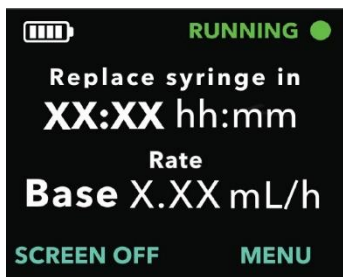 RUNNING
Replace syringe in
XX:XX hh:mm
Rate
Base X.XX mL/h
SCREEN OFF MENU